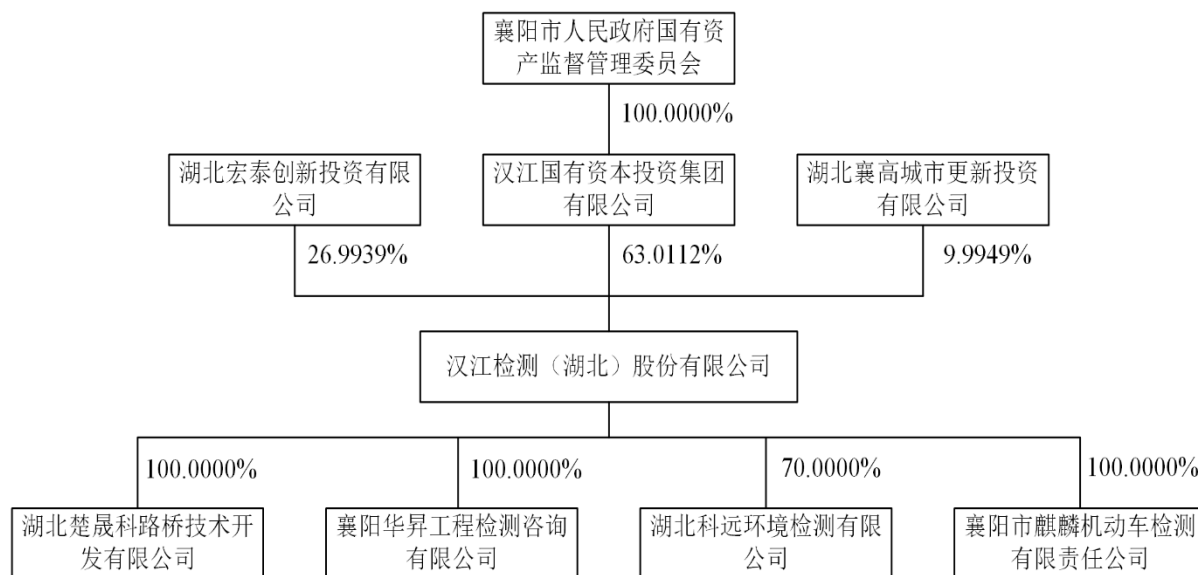 襄阳市人民政府国有资
产监督管理委员会
100.0000%
湖北宏泰创新投资有限
公司
汉江国有资本投资集团
有限公司
湖北襄高城市更新投资
有限公司
26.9939%
63.0112%
9.9949%
汉江检测（湖北）股份有限公司
100.0000%
100.0000%
70.0000%
100.0000%
湖北楚晟科路桥技术开
发有限公司
襄阳华昇工程检测咨询
有限公司
湖北科远环境检测有限
公司
襄阳市麒麟机动车检测
有限责任公司